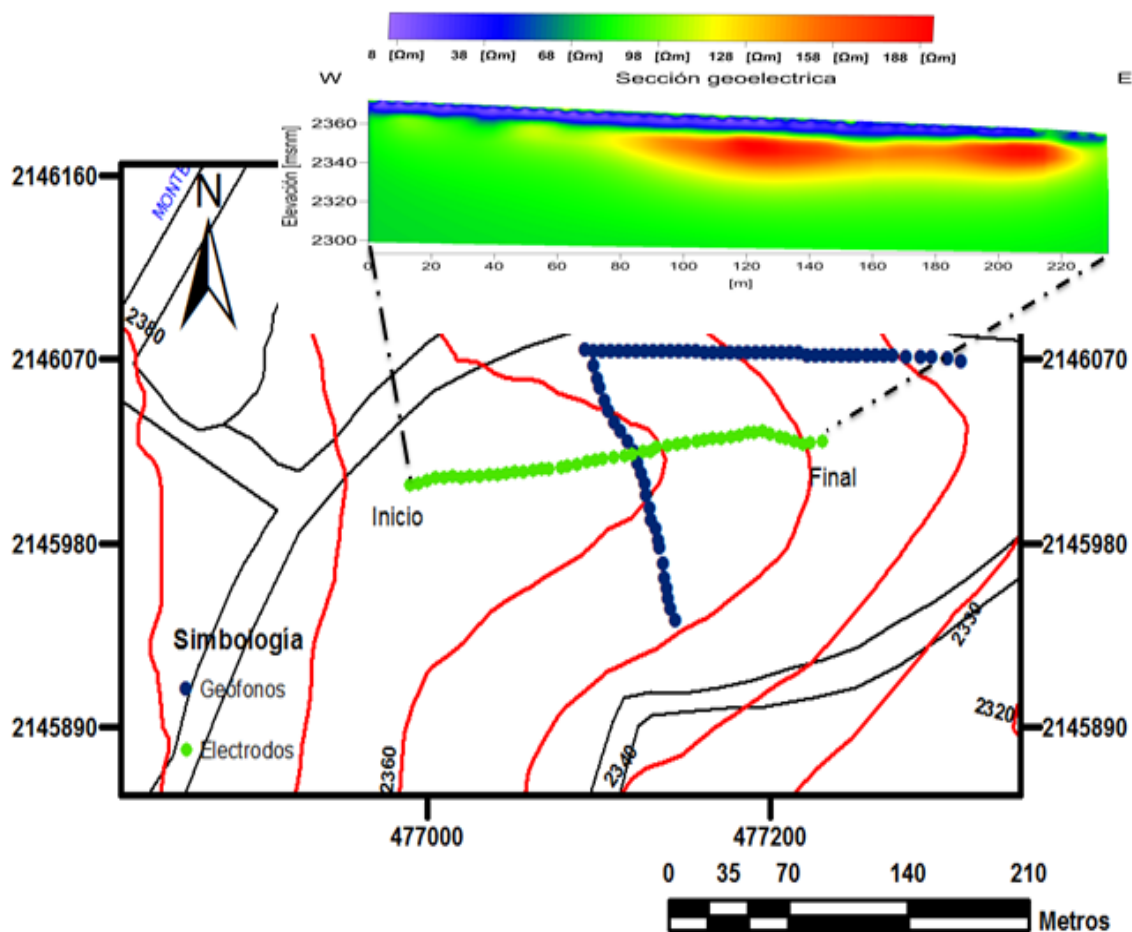 8 [Ωm] 38 [Ωm] 68 [Ωm] 98 [Ωm] 128 [Ωm] 158 [Ωm] 188 [Ωm]
W Sección geoelectrica E
Elevación [msnm]
2360
2340
2320
2300
0 20 40 60 80 100 120 140 160 180 200 220
[m]
2146160
MONTE
N
2380
2146070 2146070
Inicio
Final
2145980 2145980
Simbología
Geófonos
Electrodos
2330
2320
2145890 2145890
2360
2340
477000 477200
0 35 70 140 210
Metros